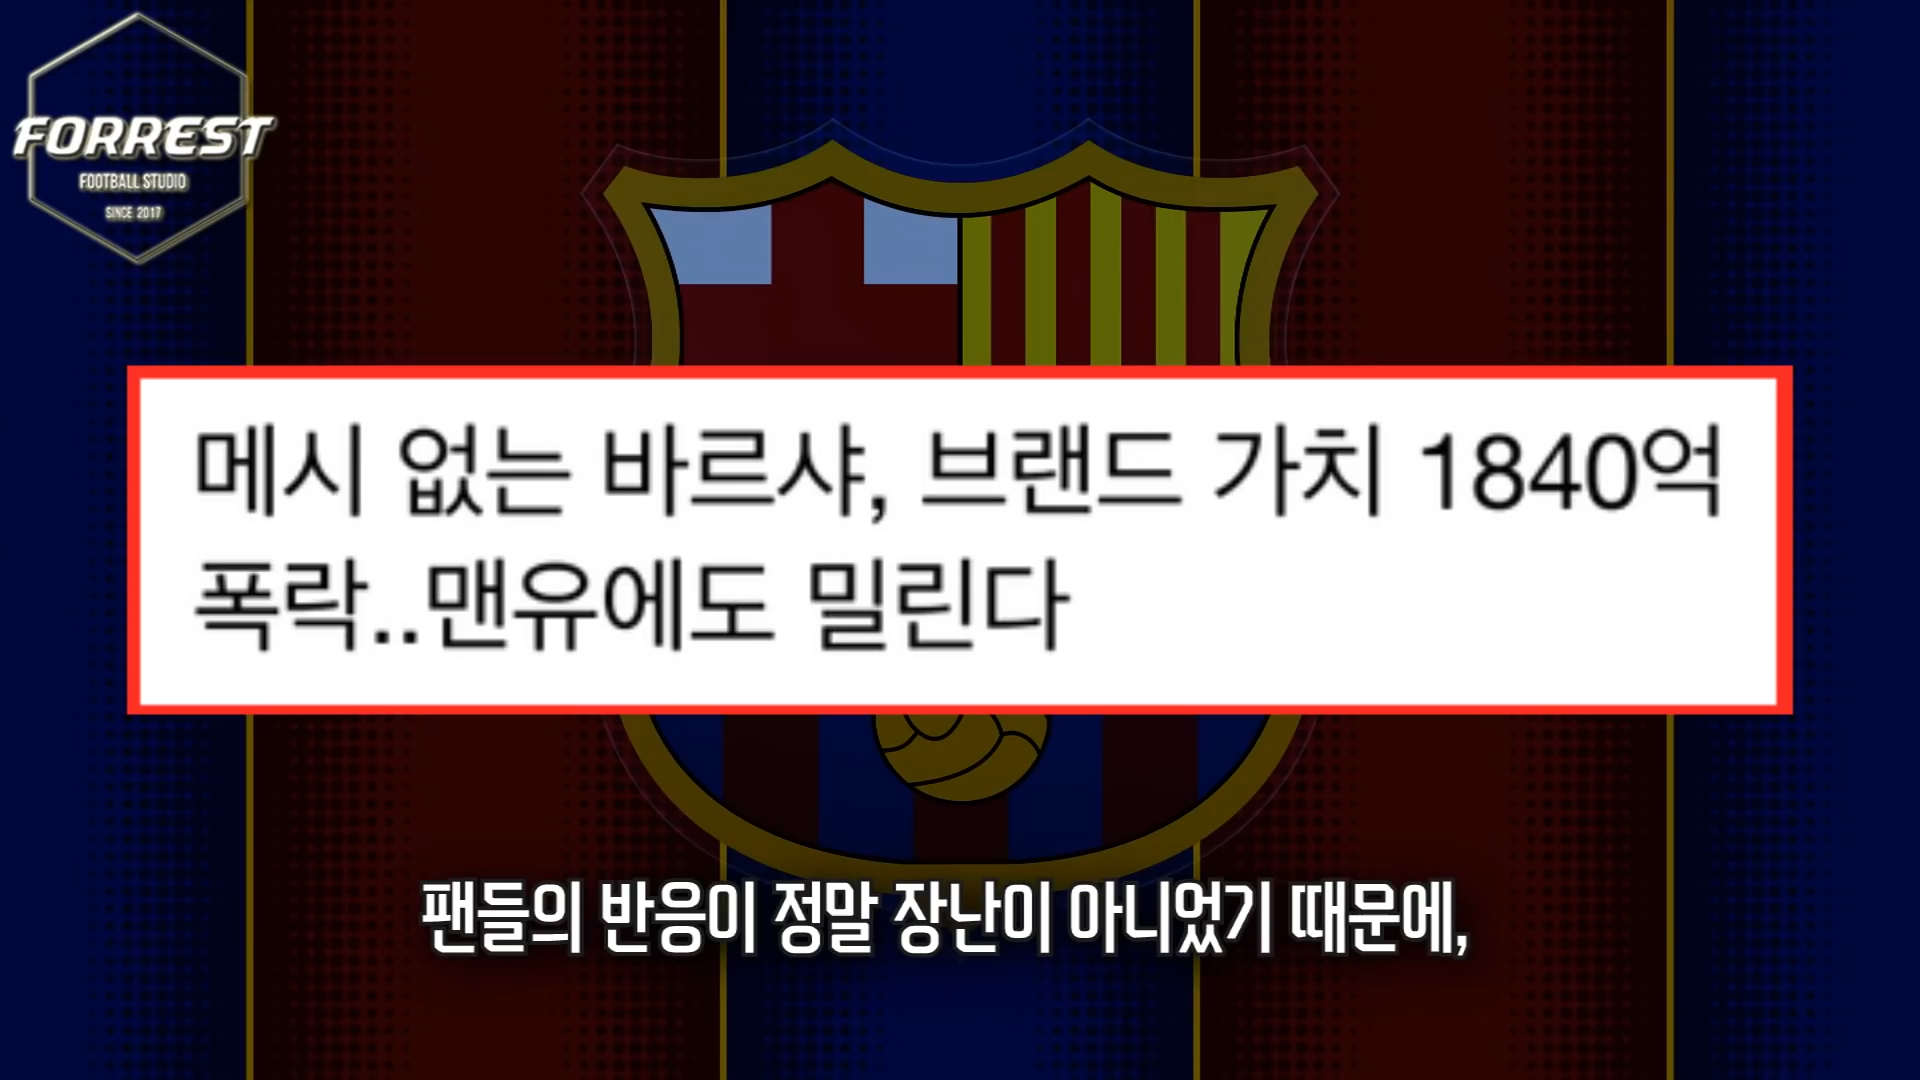 FORREST
FOOTBALL STUDIO
SINCE 2017
메시 없는 바르샤, 브랜드 가치 1840억
폭락..맨유에도 밀린다
팬들의 반응이 정말 장난이 아니었기 때문에,